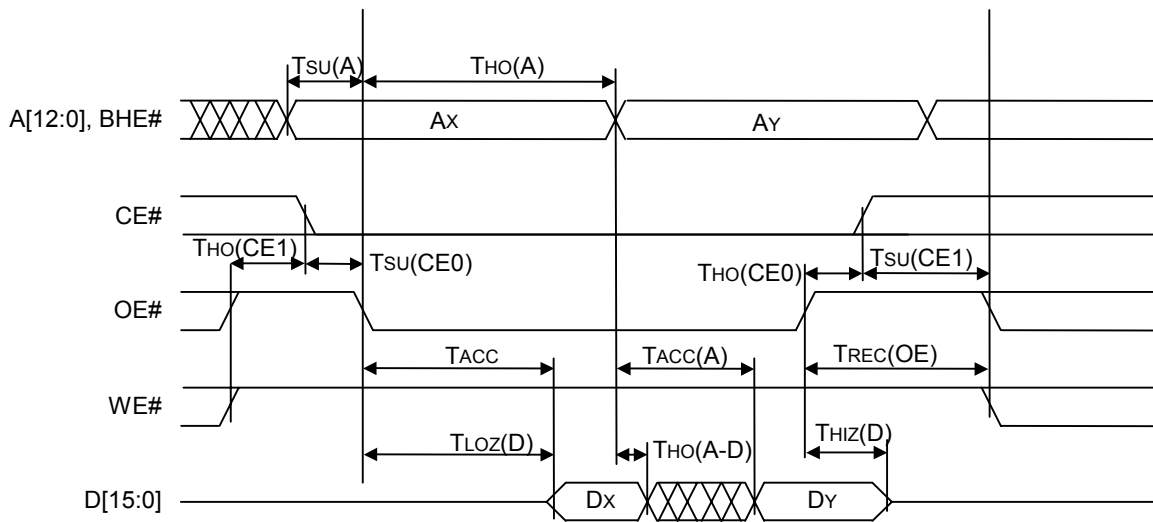 TSU(A)
THO(A)
A[12:0], BHE#
AX
AY
CE#
THO(CE1)
TSU(CE0)
THO(CE0)
TSU(CE1)
OE#
TACC
TACC(A)
TREC(OE)
WE#
TLOZ(D)
THO(A-D)
THIZ(D)
D[15:0]
DX
DY